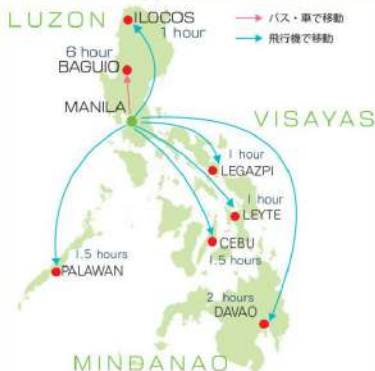 LUZON
ILOCOS
1 hour
バス・車で移動
飛行機で移動
6 hour
BAGUIO
MANILA
VISAYAS
1 hour
LEGAZPI
1 hour
LEYTE
CEBU
1.5 hours
1.5 hours
PALAWAN
2 hours
DAVAO
MINDANAO